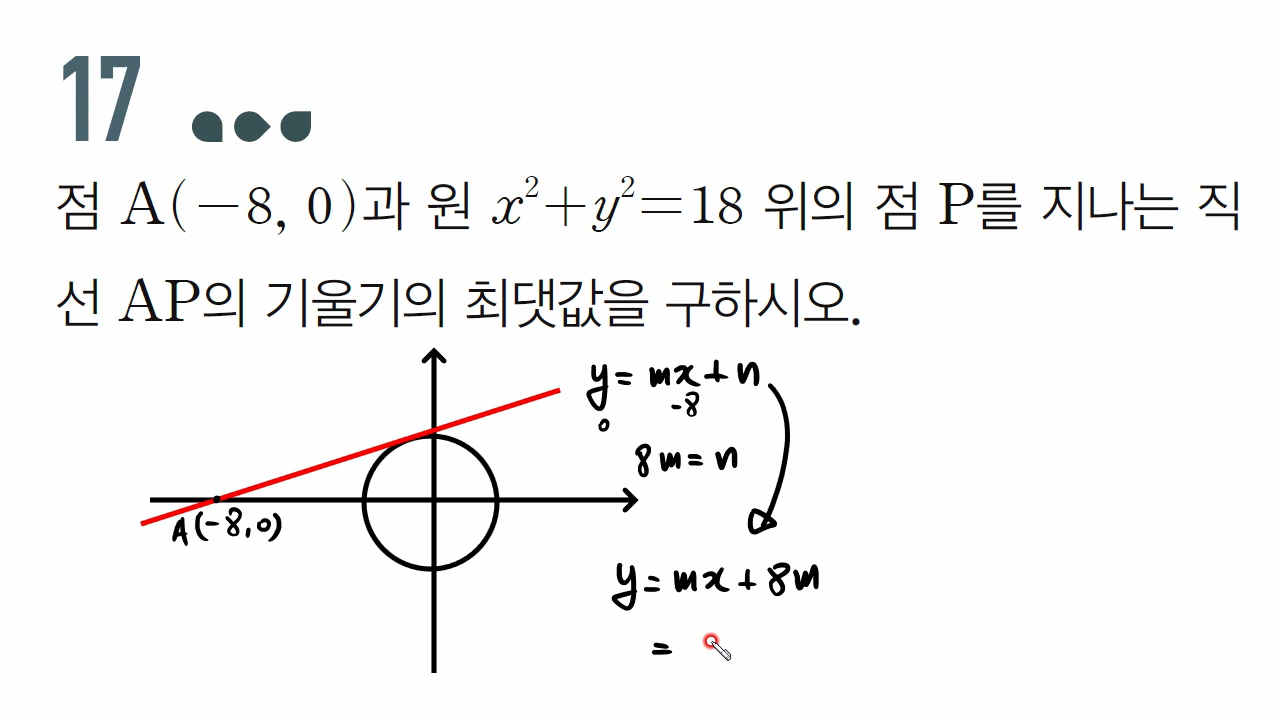 17
점 A(−8, 0)과 원 x²+y²=18 위의 점 P를 지나는 직
선 AP의 기울기의 최댓값을 구하시오.
y = mx + n
0 -8
8m = n
A(-8,0)
y = mx + 8m
=